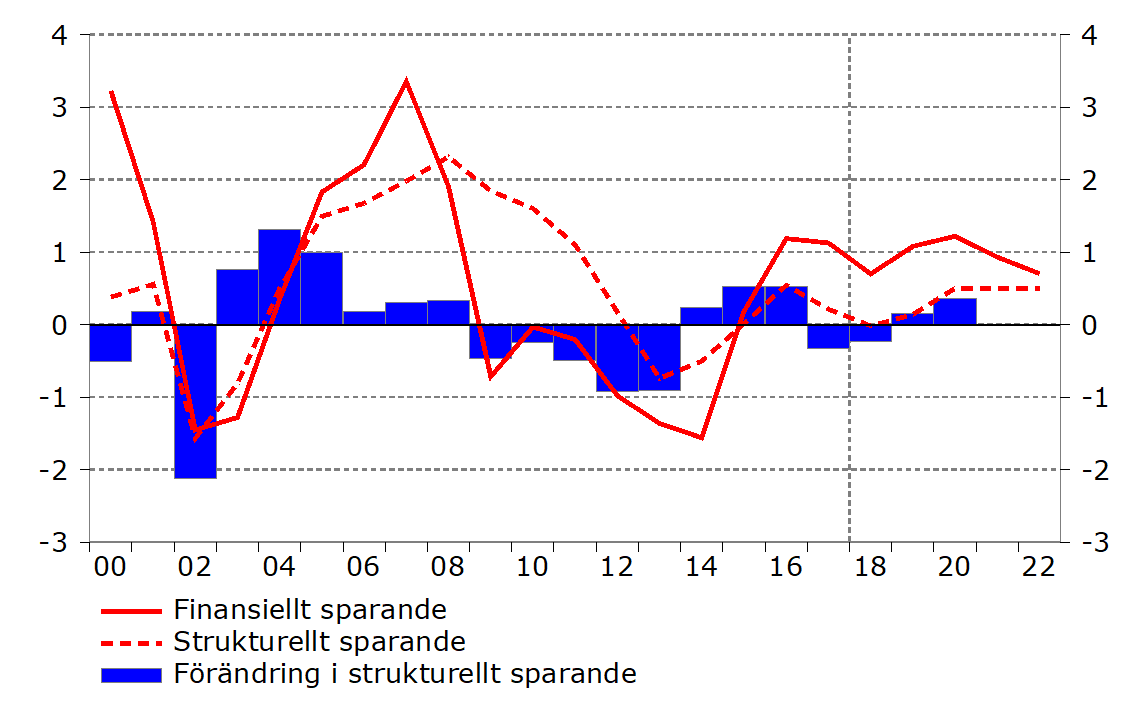 4 4
3 3
2 2
1 1
0 0
-1 -1
-2 -2
-3 -3
00 02 04 06 08 10 12 14 16 18 20 22
Finansiellt sparande
Strukturellt sparande
Förändring i strukturellt sparande